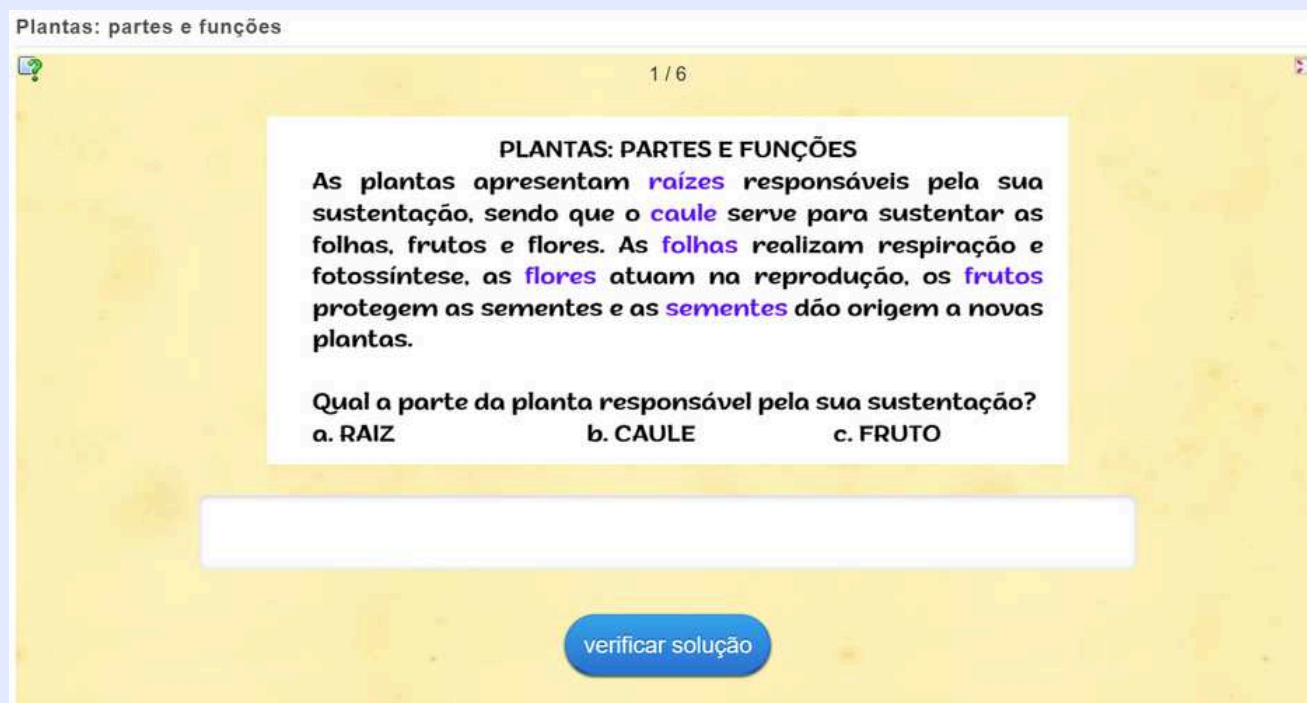 Plantas: partes e funções
1 / 6
PLANTAS: PARTES E FUNÇÕES
As plantas apresentam raízes responsáveis pela sua
sustentação, sendo que o caule serve para sustentar as
folhas, frutos e flores. As folhas realizam respiração e
fotossíntese, as flores atuam na reprodução, os frutos
protegem as sementes e as sementes dão origem a novas
plantas.
Qual a parte da planta responsável pela sua sustentação?
a. RAIZ b. CAULE c. FRUTO
verificar solução